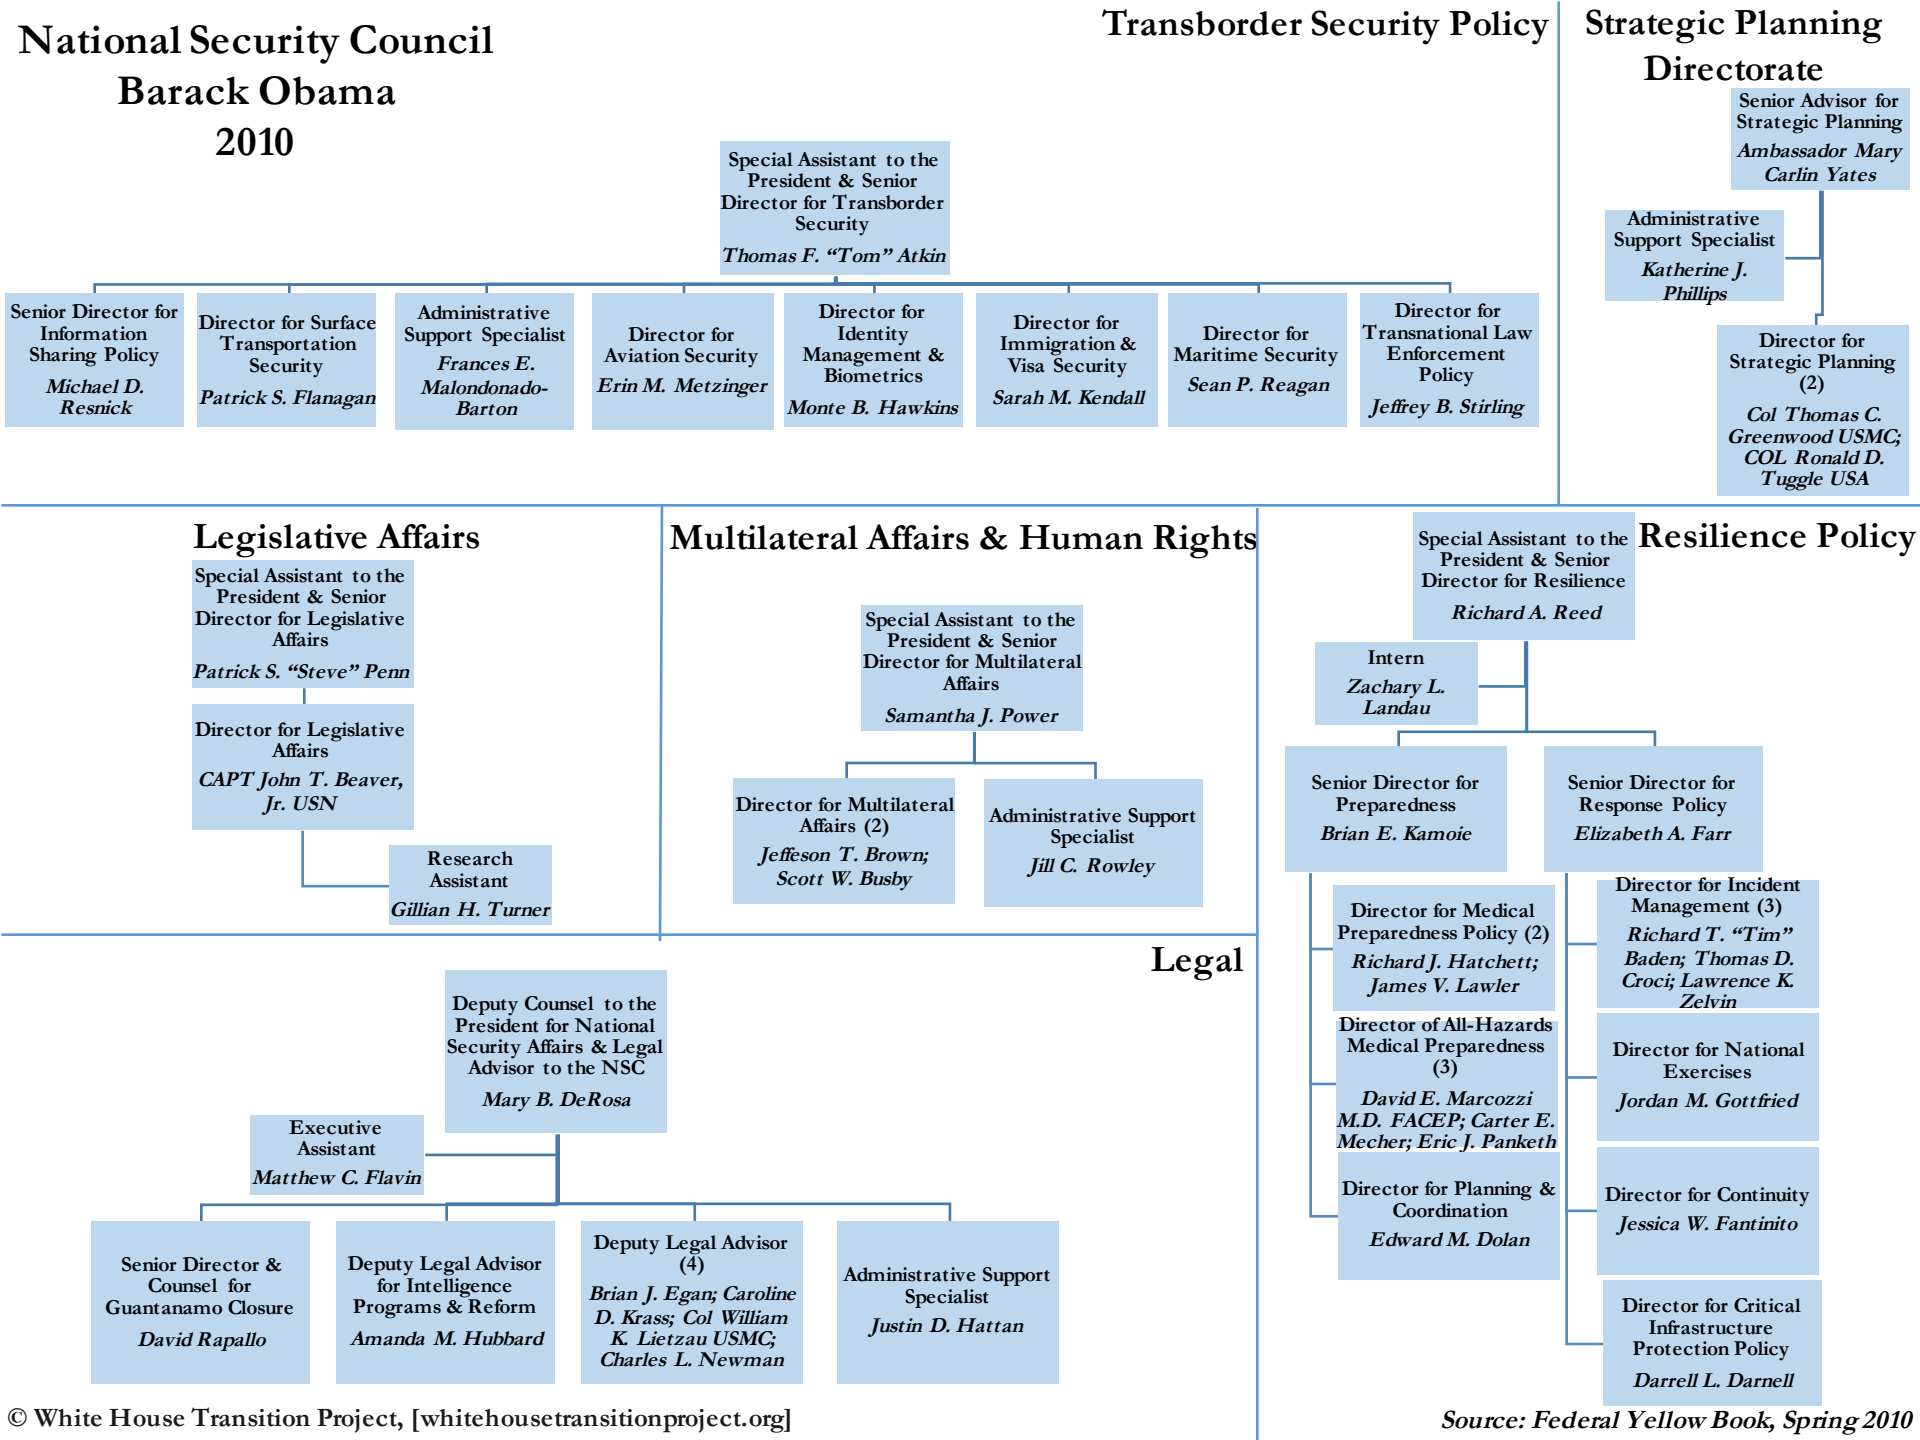 National Security Council
Barack Obama
2010
Transborder Security Policy
Special Assistant to the
President & Senior
Director for Transborder
Security
Thomas F. “Tom” Atkin
Senior Director for
Information
Sharing Policy
Michael D.
Resnick
Director for Surface
Transportation
Security
Patrick S. Flanagan
Administrative
Support Specialist
Frances E.
Malondonado-
Barton
Director for
Aviation Security
Erin M. Metzinger
Director for
Identity
Management &
Biometrics
Monte B. Hawkins
Director for
Immigration &
Visa Security
Sarah M. Kendall
Director for
Maritime Security
Sean P. Reagan
Director for
Transnational Law
Enforcement
Policy
Jeffrey B. Stirling
Strategic Planning
Directorate
Senior Advisor for
Strategic Planning
Ambassador Mary
Carlin Yates
Administrative
Support Specialist
Katherine J.
Phillips
Director for
Strategic Planning
(2)
Col Thomas C.
Greenwood USMC;
COL Ronald D.
Tuggle USA
Legislative Affairs
Special Assistant to the
President & Senior
Director for Legislative
Affairs
Patrick S. “Steve” Penn
Director for Legislative
Affairs
CAPT John T. Beaver,
Jr. USN
Research
Assistant
Gillian H. Turner
Multilateral Affairs & Human Rights
Special Assistant to the
President & Senior
Director for Multilateral
Affairs
Samantha J. Power
Director for Multilateral
Affairs (2)
Jeffeson T. Brown;
Scott W. Busby
Administrative Support
Specialist
Jill C. Rowley
Resilience Policy
Special Assistant to the
President & Senior
Director for Resilience
Richard A. Reed
Intern
Zachary L.
Landau
Senior Director for
Preparedness
Brian E. Kamoie
Director for Medical
Preparedness Policy (2)
Richard J. Hatchett;
James V. Lawler
Director of All-Hazards
Medical Preparedness
(3)
David E. Marcozzi
M.D. FACEP; Carter E.
Mecher; Eric J. Panketh
Director for Planning &
Coordination
Edward M. Dolan
Senior Director for
Response Policy
Elizabeth A. Farr
Director for Incident
Management (3)
Richard T. “Tim”
Baden; Thomas D.
Croci; Lawrence K.
Zelvin
Director for National
Exercises
Jordan M. Gottfried
Director for Continuity
Jessica W. Fantinito
Director for Critical
Infrastructure
Protection Policy
Darrell L. Darnell
Legal
Deputy Counsel to the
President for National
Security Affairs & Legal
Advisor to the NSC
Mary B. DeRosa
Executive
Assistant
Matthew C. Flavin
Senior Director &
Counsel for
Guantanamo Closure
David Rapallo
Deputy Legal Advisor
for Intelligence
Programs & Reform
Amanda M. Hubbard
Deputy Legal Advisor
(4)
Brian J. Egan; Caroline
D. Krass; Col William
K. Lietzau USMC;
Charles L. Newman
Administrative Support
Specialist
Justin D. Hattan
© White House Transition Project, [whitehousetransitionproject.org]
Source: Federal Yellow Book, Spring 2010